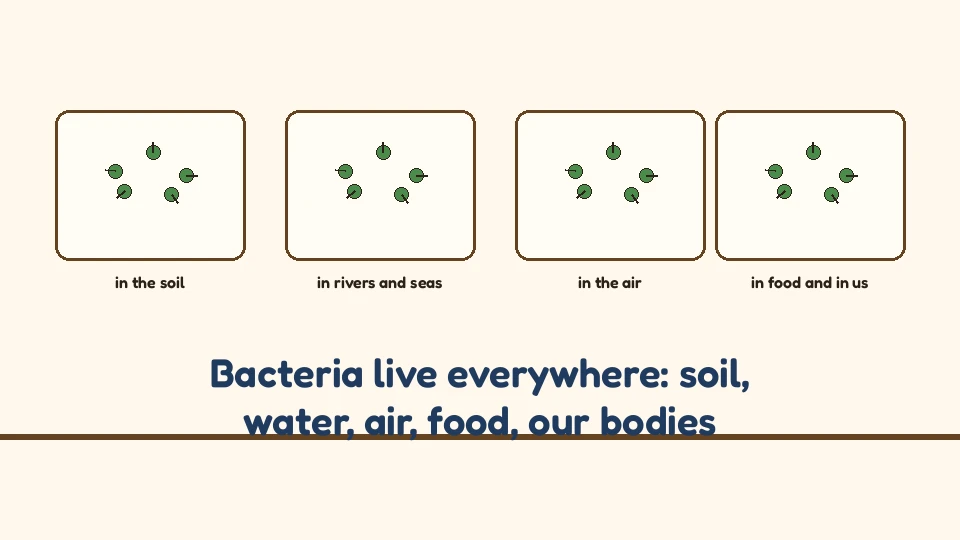 in the soil
in rivers and seas
in the air
in food and in us
Bacteria live everywhere: soil,
water, air, food, our bodies